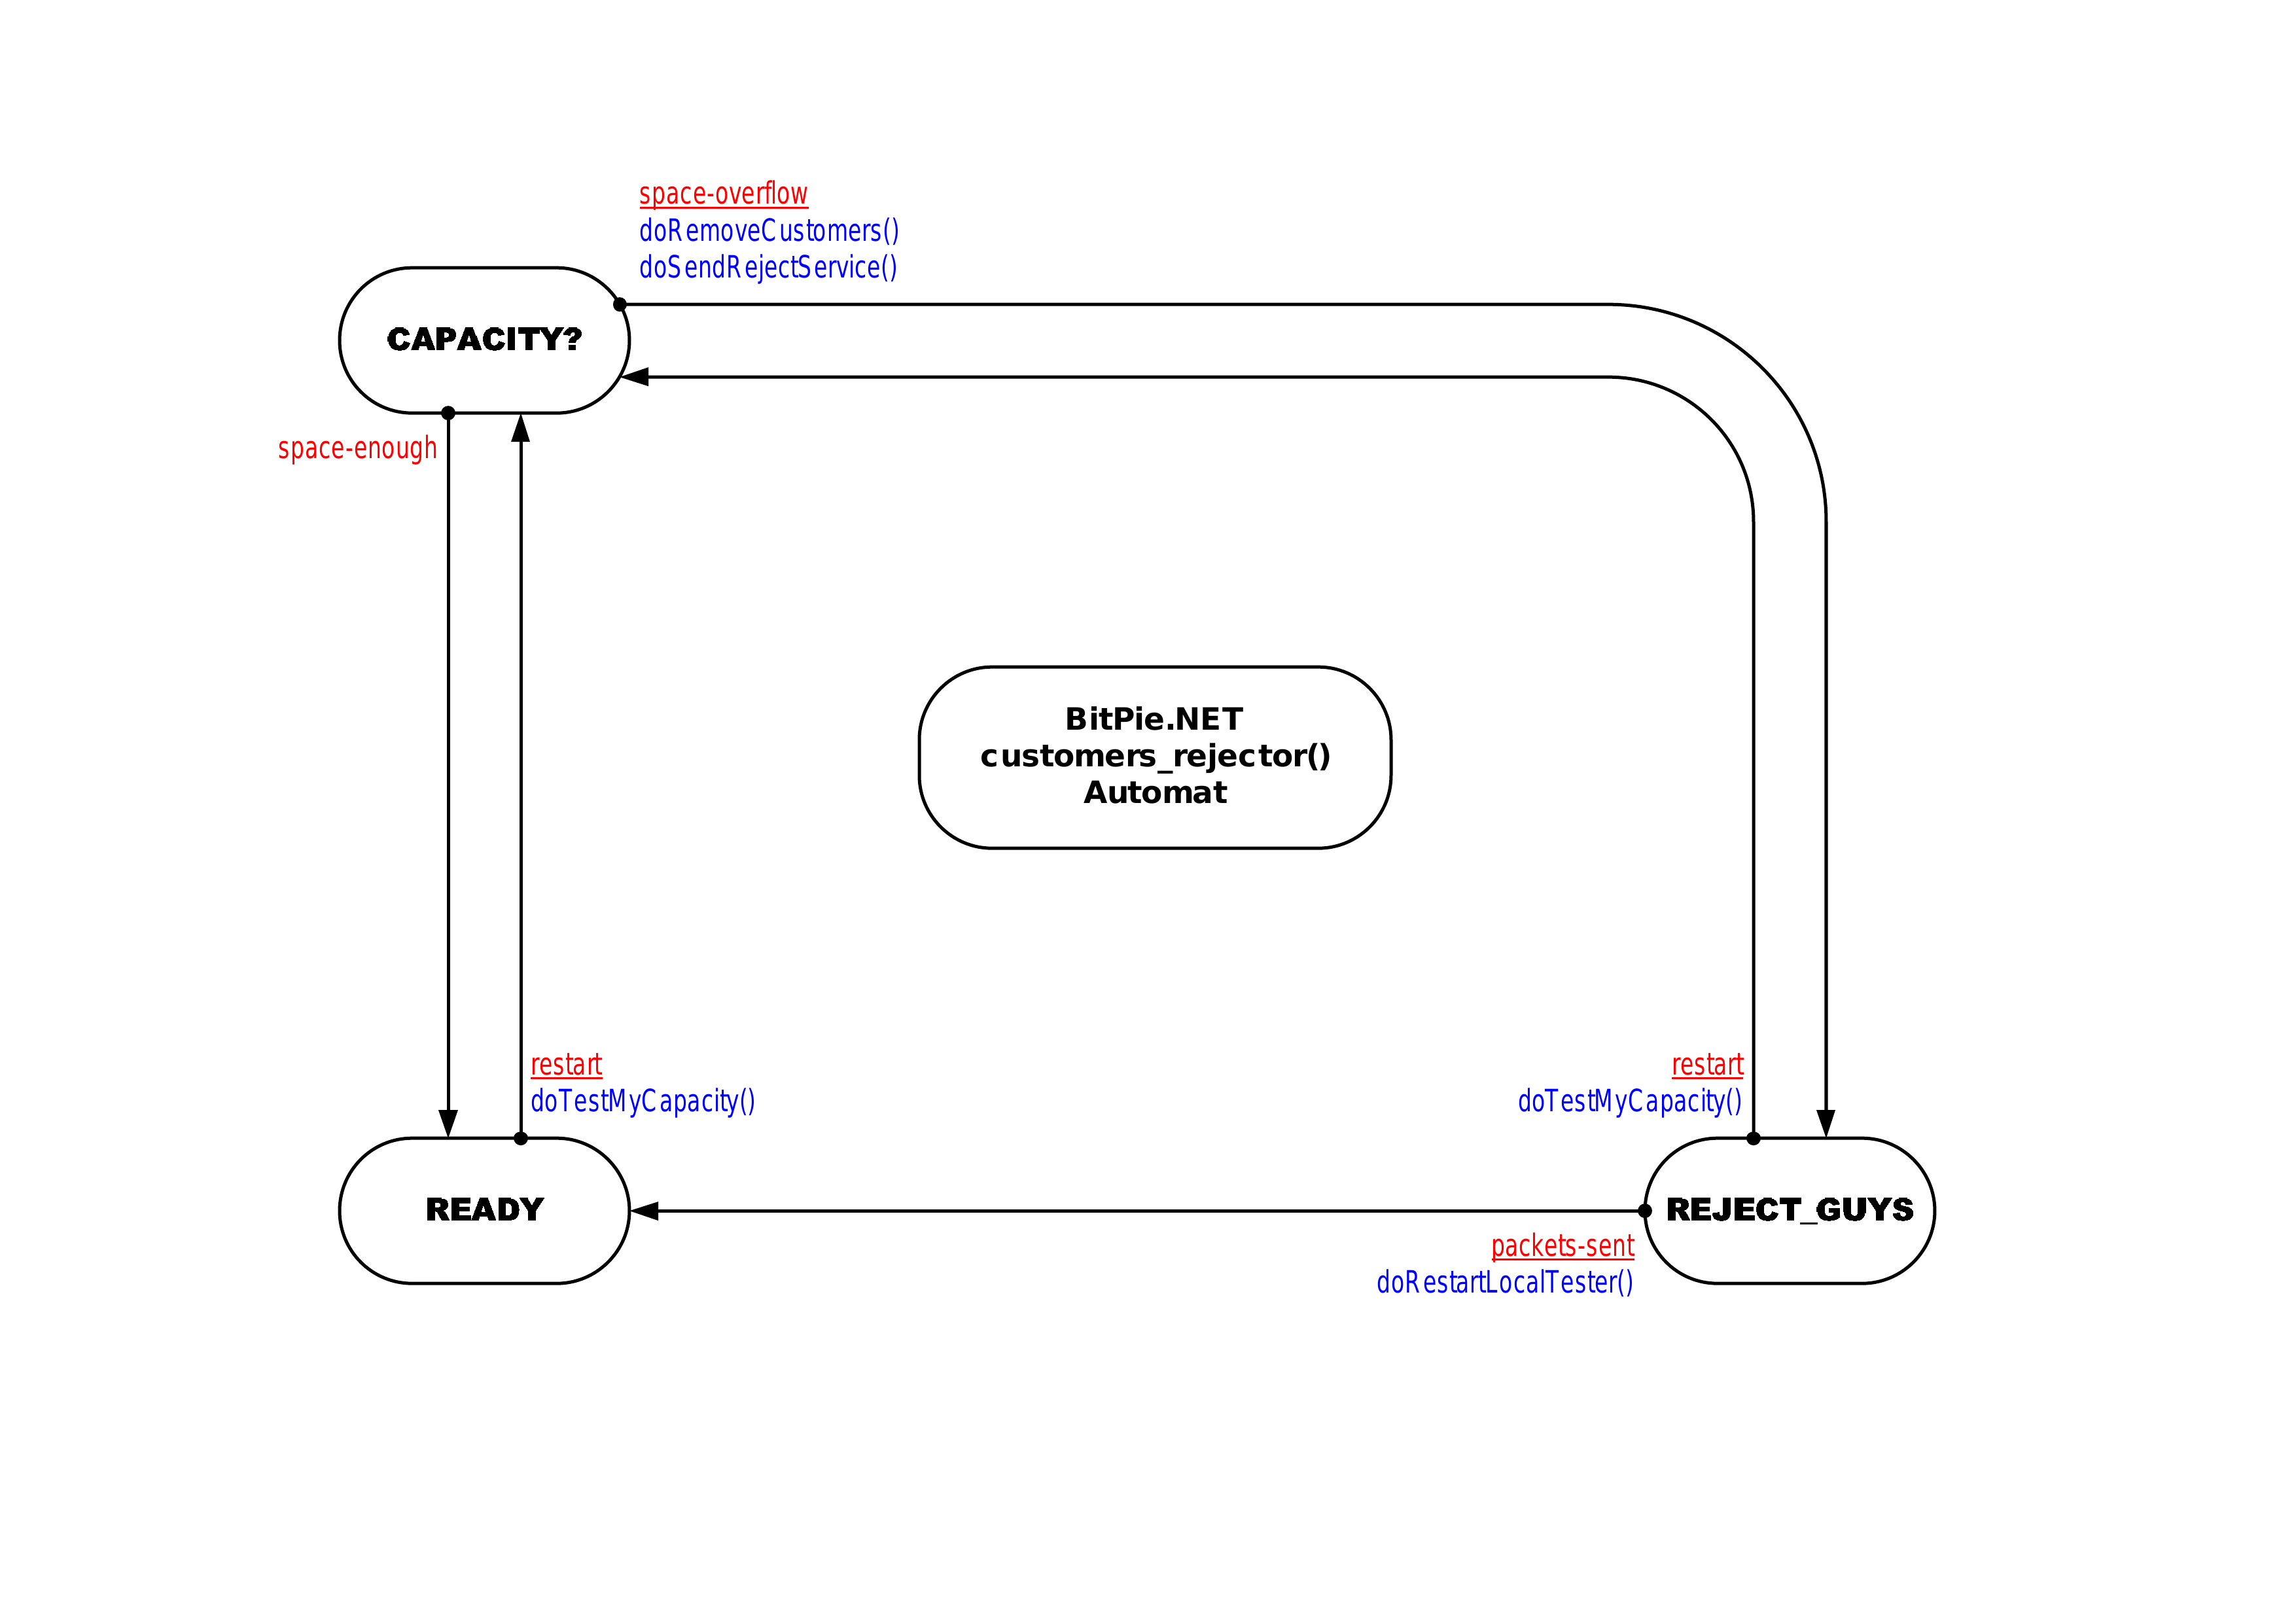 space-overflow
doRemoveCustomers()
doSendRejectService()
CAPACITY?
space-enough
BitPie.NET
customers_rejector()
Automat
restart
doTestMyCapacity()
restart
doTestMyCapacity()
READY
REJECT_GUYS
packets-sent
doRestartLocalTester()